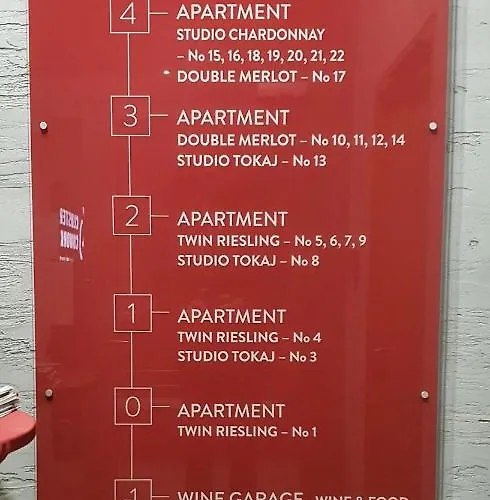 4 APARTMENT
STUDIO CHARDONNAY
– No 15, 16, 18, 19, 20, 21, 22
DOUBLE MERLOT – No 17
3 APARTMENT
DOUBLE MERLOT – No 10, 11, 12, 14
STUDIO TOKAJ – No 13
2 APARTMENT
TWIN RIESLING – No 5, 6, 7, 9
STUDIO TOKAJ – No 8
1 APARTMENT
TWIN RIESLING – No 4
STUDIO TOKAJ – No 3
0 APARTMENT
TWIN RIESLING – No 1
1 WINE GARAGE WINE & FOOD